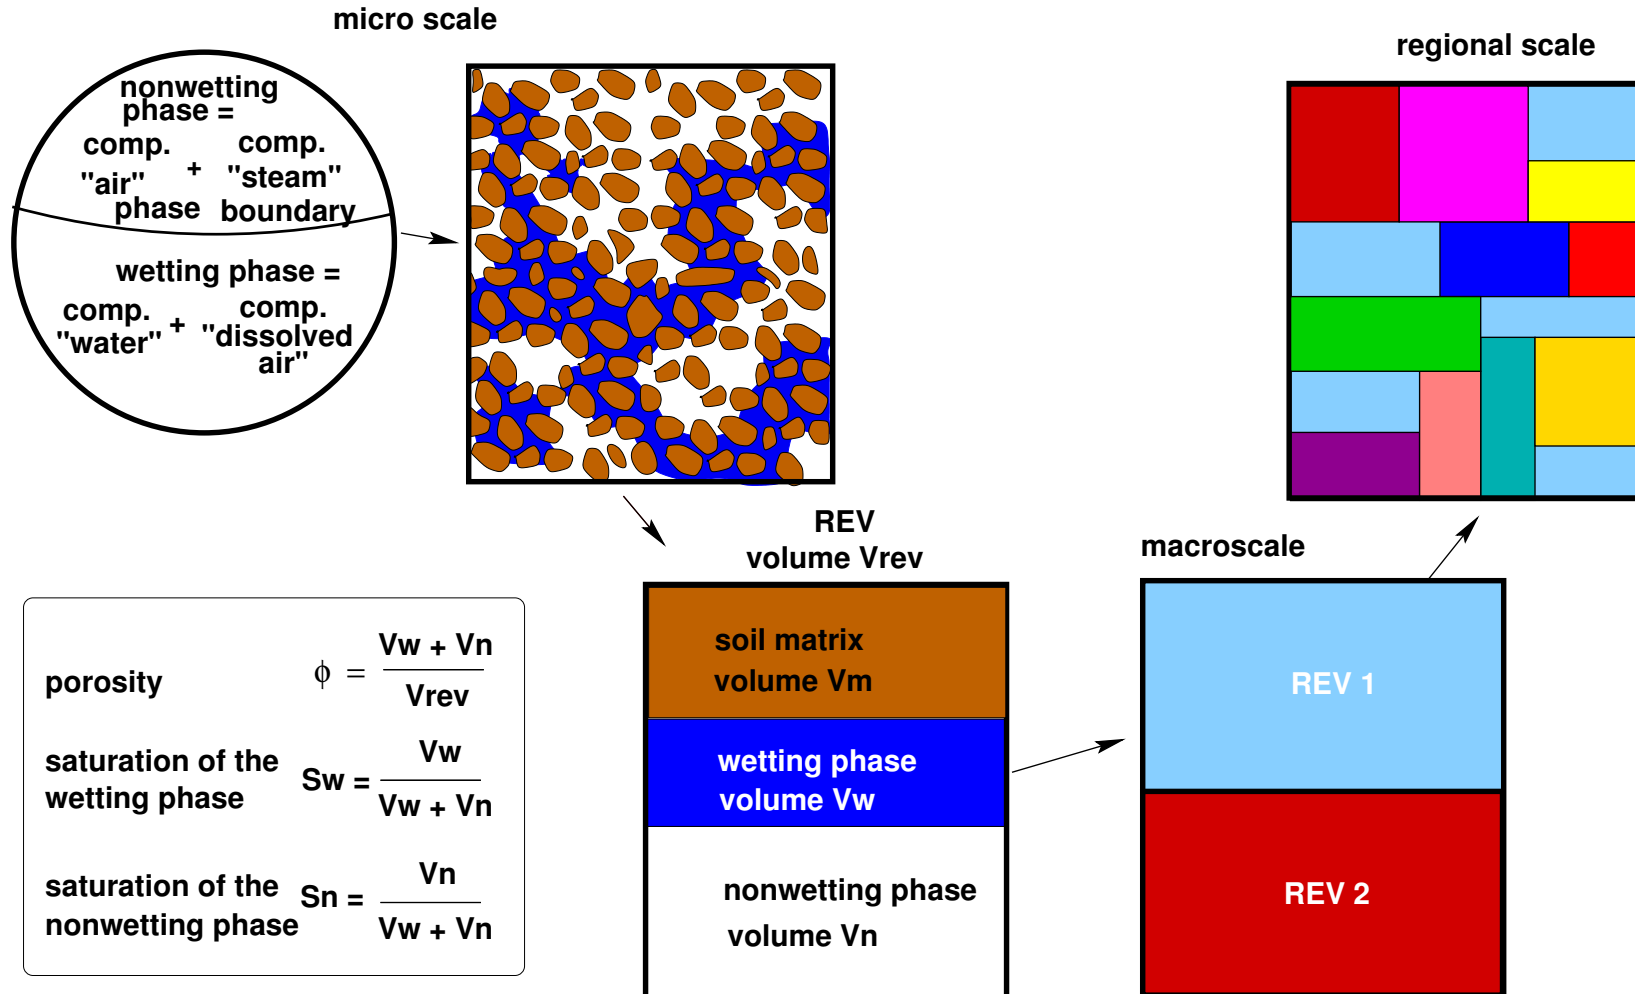 micro scale
regional scale
nonwetting
phase =
comp. comp.
"air" + "steam"
phase boundary
wetting phase =
comp. comp.
"water" + "dissolved
air"
REV
volume Vrev
macroscale
soil matrix
volume Vm
wetting phase
volume Vw
nonwetting phase
volume Vn
REV 1
REV 2
porosity ϕ = Vw + Vn
Vrev
saturation of the
wetting phase Sw = Vw
Vw + Vn
saturation of the
nonwetting phase Sn = Vn
Vw + Vn